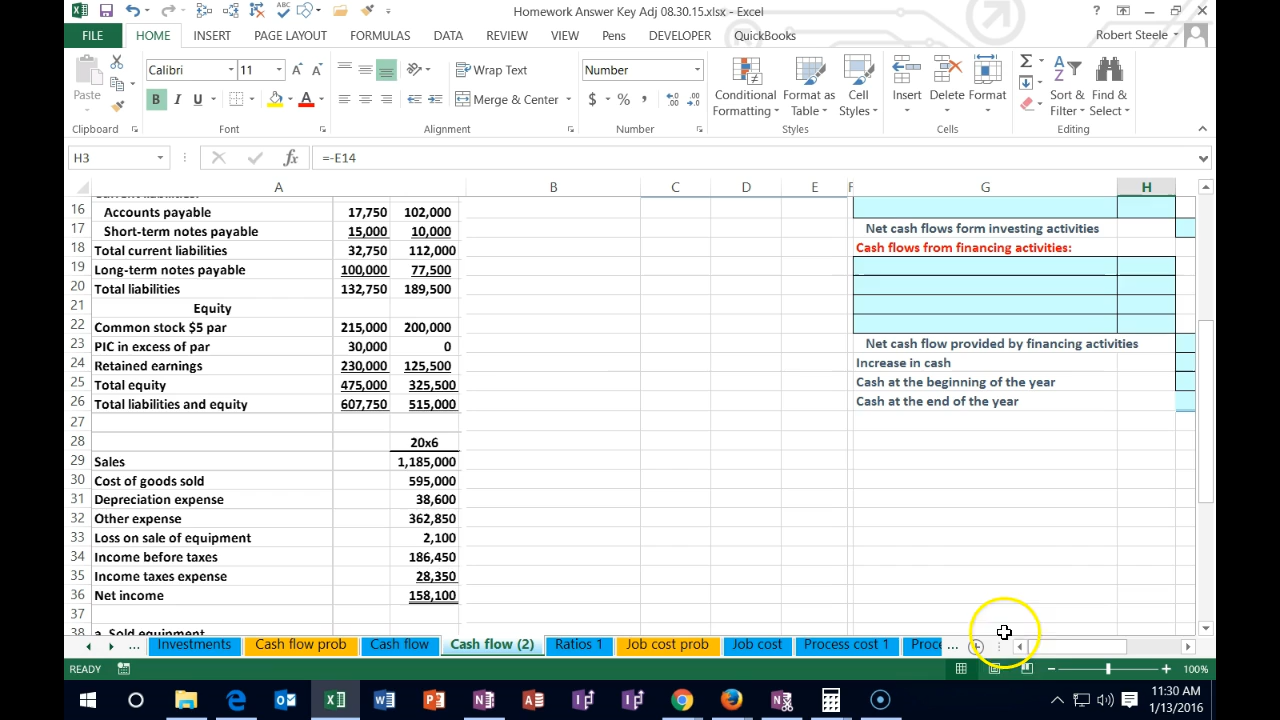 Homework Answer Key Adj 08.30.15.xlsx - Excel
FILE HOME INSERT PAGE LAYOUT FORMULAS DATA REVIEW VIEW Pens DEVELOPER QuickBooks Robert Steele
Paste
Calibri 11
B I U
Wrap Text
Merge & Center
Number
$ % ,
Conditional Formatting
Format as Table
Cell Styles
Insert Delete Format
Sort & Filter
Find & Select
Clipboard Font Alignment Number Styles Cells Editing
H3 fx =-E14
A B C D E F G H
16 Accounts payable 17,750 102,000
17 Short-term notes payable 15,000 10,000 Net cash flows form investing activities
18 Total current liabilities 32,750 112,000 Cash flows from financing activities:
19 Long-term notes payable 100,000 77,500
20 Total liabilities 132,750 189,500
21 Equity
22 Common stock $5 par 215,000 200,000
23 PIC in excess of par 30,000 0 Net cash flow provided by financing activities
24 Retained earnings 230,000 125,500 Increase in cash
25 Total equity 475,000 325,500 Cash at the beginning of the year
26 Total liabilities and equity 607,750 515,000 Cash at the end of the year
27
28 20x6
29 Sales 1,185,000
30 Cost of goods sold 595,000
31 Depreciation expense 38,600
32 Other expense 362,850
33 Loss on sale of equipment 2,100
34 Income before taxes 186,450
35 Income taxes expense 28,350
36 Net income 158,100
37
38 a. Sold equipment
... Investments Cash flow prob Cash flow Cash flow (2) Ratios 1 Job cost prob Job cost Process cost 1 Proce ...
READY 100%
11:30 AM
1/13/2016